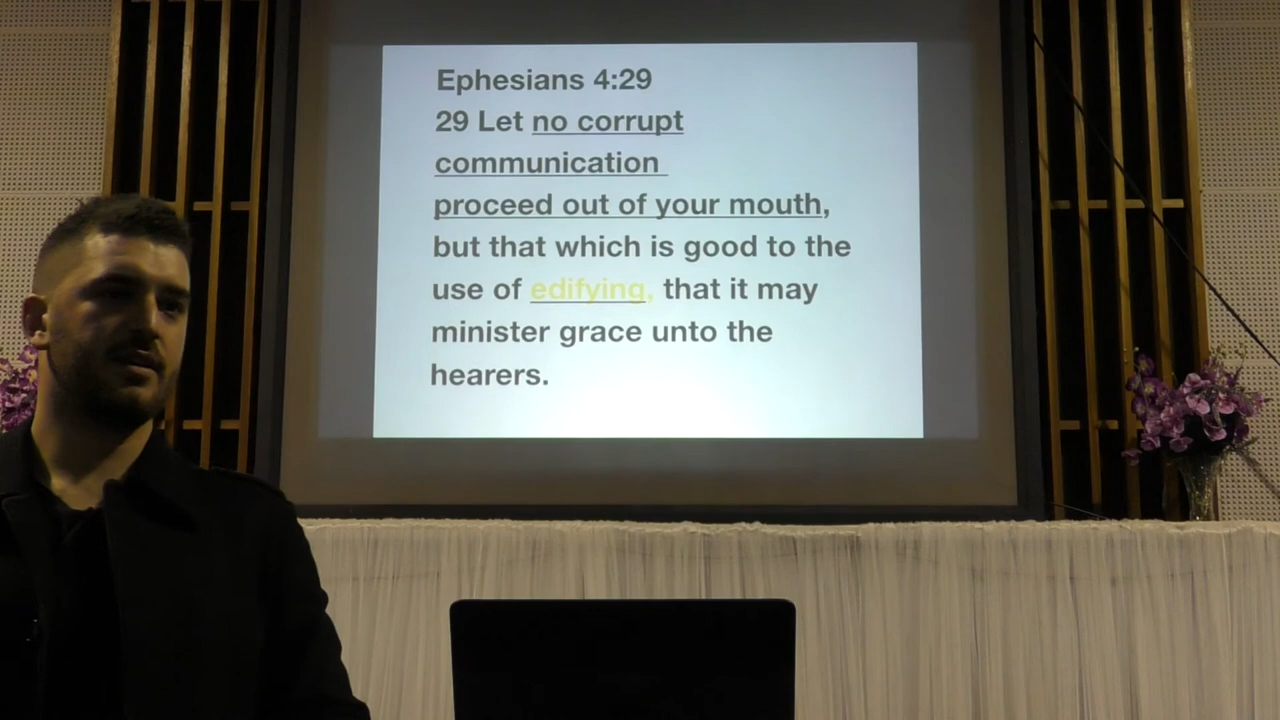 Ephesians 4:29
29 Let no corrupt
communication
proceed out of your mouth,
but that which is good to the
use of edifying, that it may
minister grace unto the
hearers.